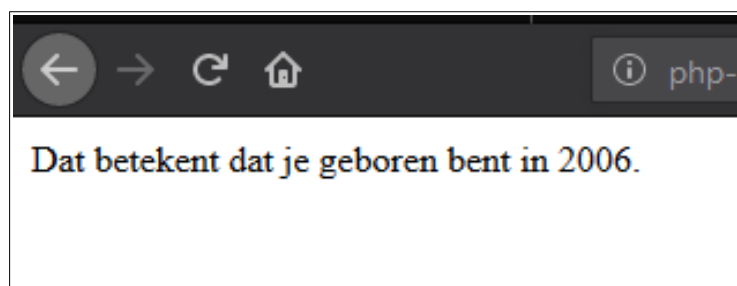 php-
Dat betekent dat je geboren bent in 2006.